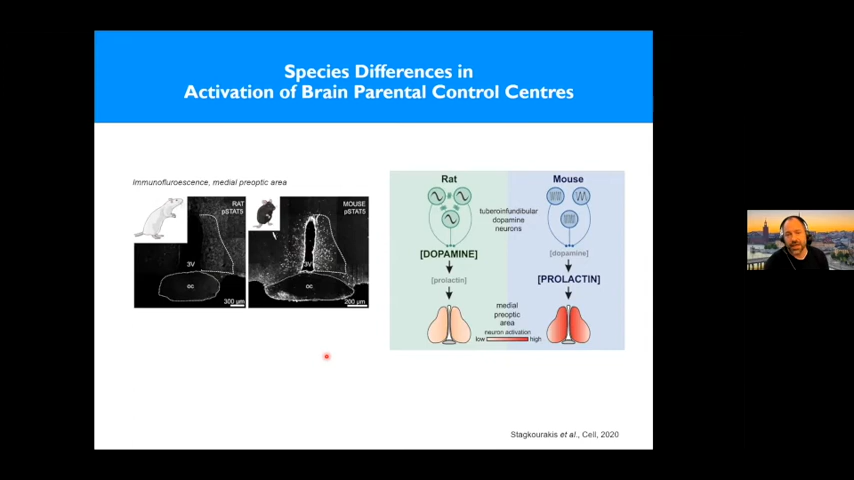 Species Differences in
Activation of Brain Parental Control Centres
Immunofluroescence, medial preoptic area
RAT
pSTAT5
3V
oc
300 µm
MOUSE
pSTAT5
3V
oc
200 µm
Rat
Mouse
tuberoinfundibular
dopamine
neurons
[DOPAMINE]
[dopamine]
[prolactin]
[PROLACTIN]
medial
preoptic
area
neuron activation
low
high
Stagkourakis et al., Cell, 2020